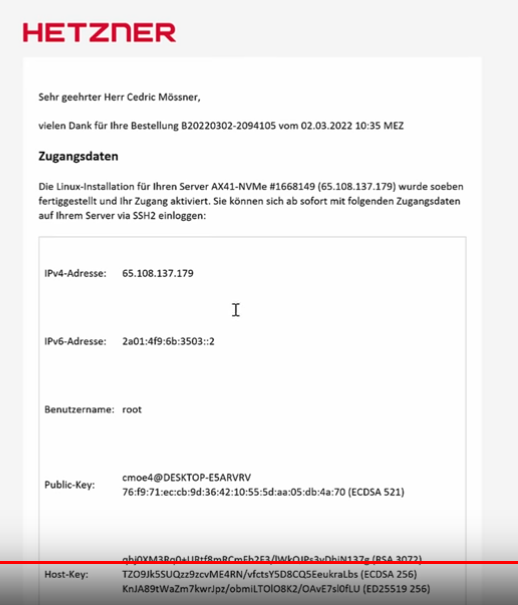 HETZNER
Sehr geehrter Herr Cedric Mössner,
vielen Dank für Ihre Bestellung B20220302-2094105 vom 02.03.2022 10:35 MEZ
Zugangsdaten
Die Linux-Installation für Ihren Server AX41-NVMe #1668149 (65.108.137.179) wurde soeben
fertiggestellt und Ihr Zugang aktiviert. Sie können sich ab sofort mit folgenden Zugangsdaten
auf Ihrem Server via SSH2 einloggen:
IPv4-Adresse: 65.108.137.179
IPv6-Adresse: 2a01:4f9:6b:3503::2
Benutzername: root
Public-Key: cmoe4@DESKTOP-E5ARVRV
76:f9:71:ec:cb:9d:36:42:10:55:5d:aa:05:db:4a:70 (ECDSA 521)
(RSA 3072)
Host-Key: TZO9Jk5SUQzz9zcvME4RN/vfctsY5D8CQ5EeukraLbs (ECDSA 256)
KnJA89tWaZm7kwrJpz/obmiLTOlO8K2/OAvE7sl0fLU (ED25519 256)